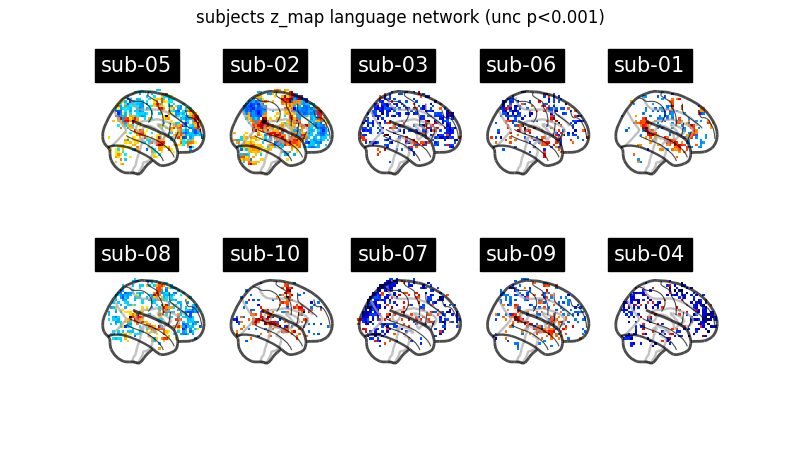 subjects z_map language network (unc p<0.001)
sub-05
sub-02
sub-03
sub-06
sub-01
sub-08
sub-10
sub-07
sub-09
sub-04